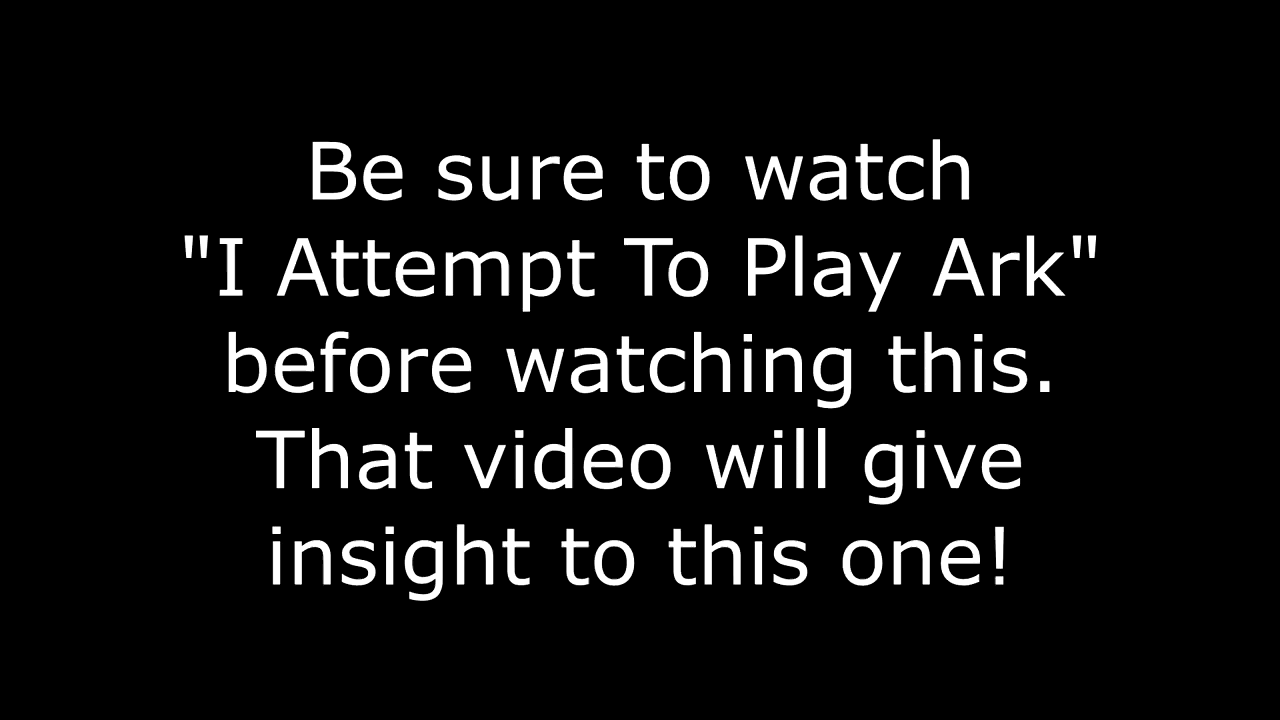 Be sure to watch
"I Attempt To Play Ark"
before watching this.
That video will give
insight to this one!